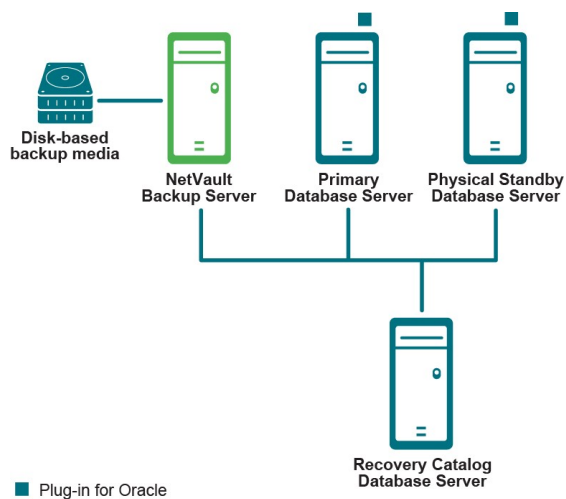 Disk-based
backup media
NetVault
Backup Server
Primary
Database Server
Physical Standby
Database Server
Recovery Catalog
Database Server
Plug-in for Oracle